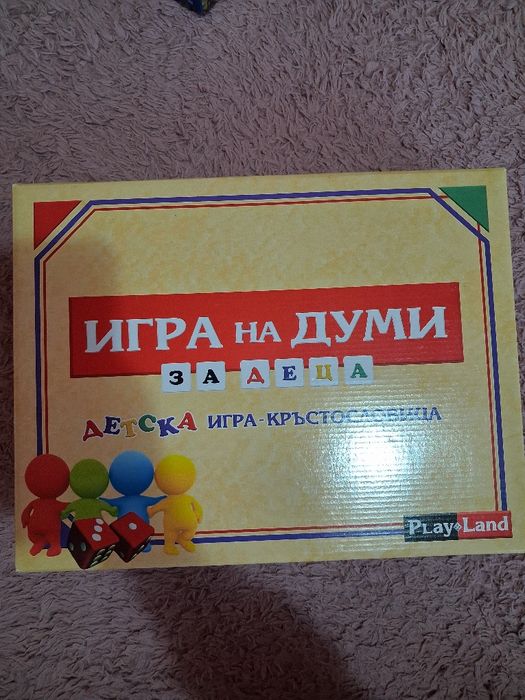 ИГРА НА ДУМИ
ЗА ДЕЦА
ДЕТСКА ИГРА-КРЪСТОСЛОВИЦА
PLAY LAND